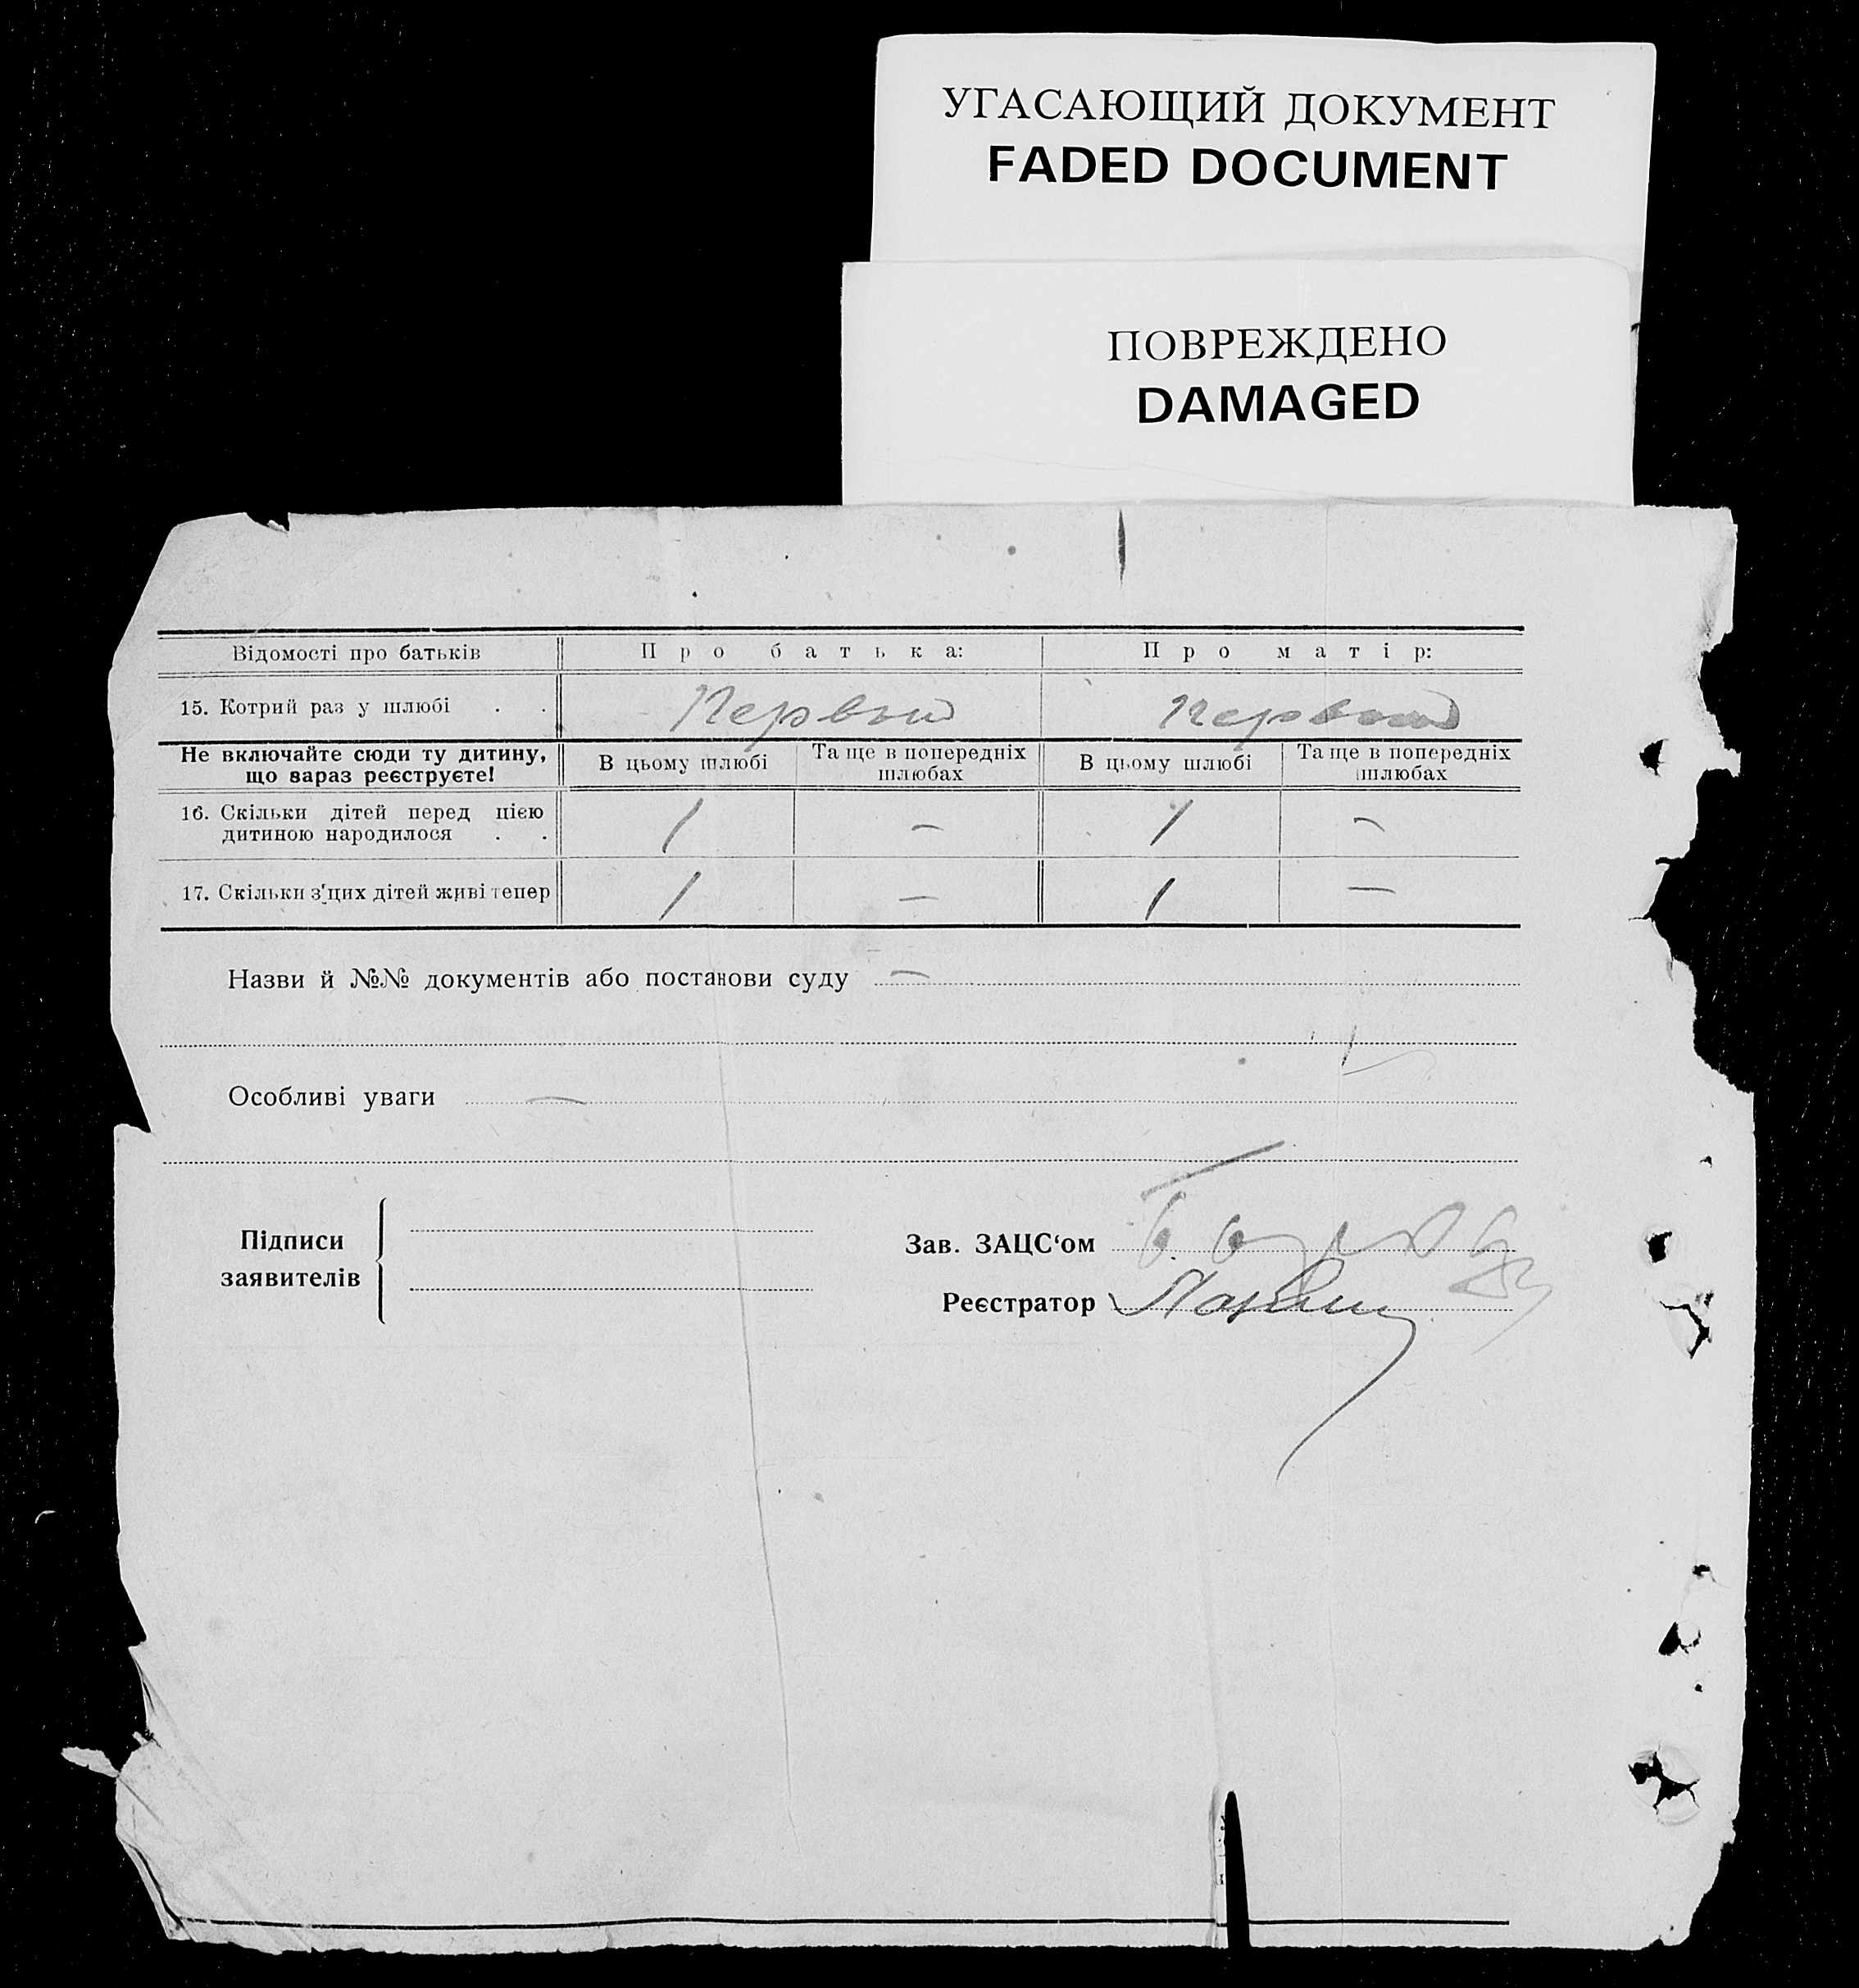 УГАСАЮЩИЙ ДОКУМЕНТ
FADED DOCUMENT
ПОВРЕЖДЕНО
DAMAGED
Відомості про батьків Про батька: Про матір:
15. Котрий раз у шлюбі . . Первый Первый
Не включайте сюди ту дитину, що вараз реєструєте! В цьому шлюбі Та ще в попередніх шлюбах В цьому шлюбі Та ще в попередніх шлюбах
16. Скільки дітей перед цією
дитиною народилося . . 1 — 1 —
17. Скільки з'цих дітей живі тепер 1 — 1 —
Назви й №№ документів або постанови суду —
Особливі уваги —
Підписи
заявителів
Зав. ЗАЦС‘ом
Реєстратор